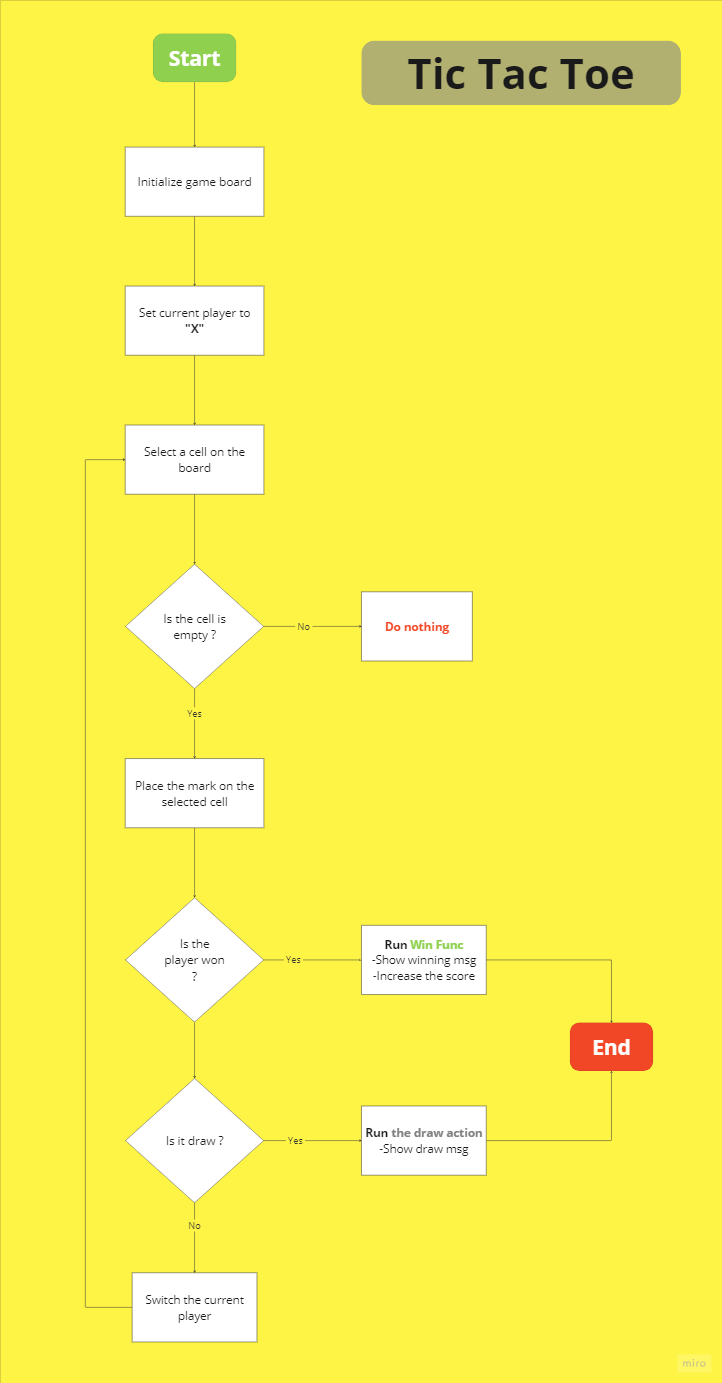 Start
Tic Tac Toe
Initialize game board
Set current player to
"X"
Select a cell on the
board
Is the cell is
empty ?
No
Do nothing
Yes
Place the mark on the
selected cell
Is the
player won
?
Yes
Run Win Func
-Show winning msg
-Increase the score
End
Is it draw ?
Yes
Run the draw action
-Show draw msg
No
Switch the current
player
miro